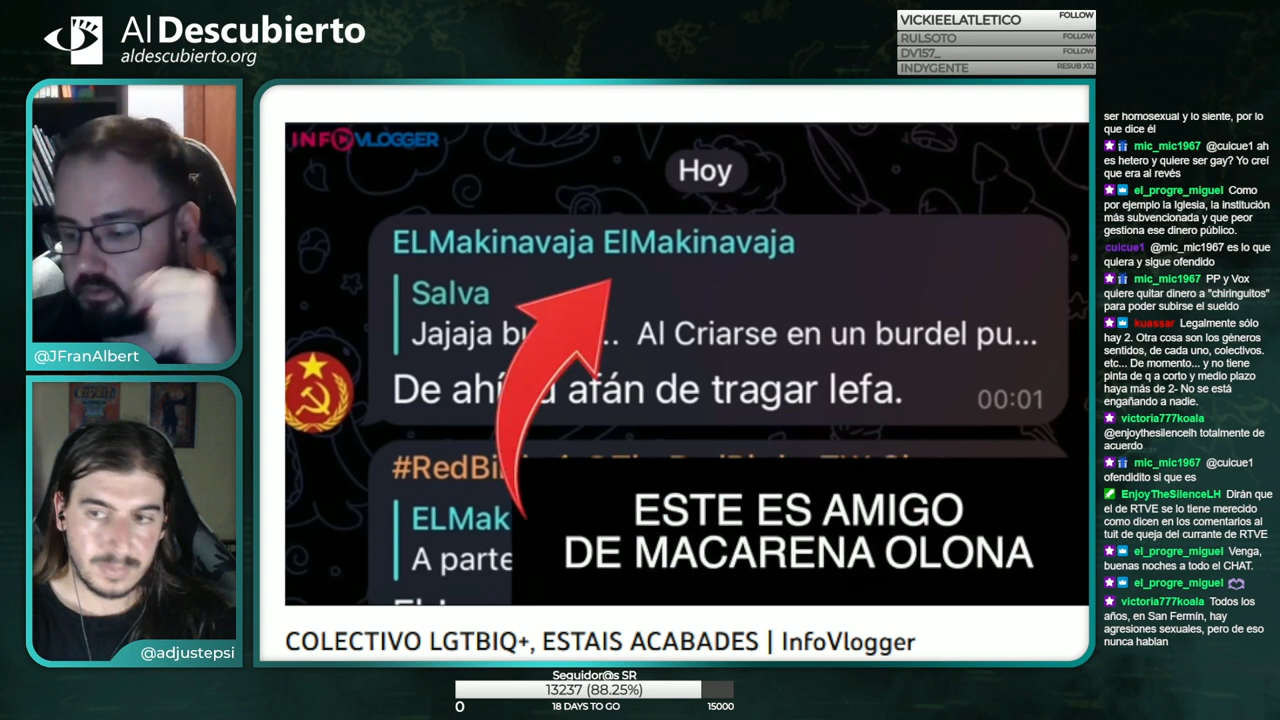 Al Descubierto
aldescubierto.org
VICKIEELATLETICO FOLLOW
RULSOTO FOLLOW
DV157_ FOLLOW
INDYGENTE RESUB X12
@JFranAlbert
@adjustepsi
INFOVLOGGER
Hoy
ELMakinavaja ElMakinavaja
Salva
Jajaja bu ... Al Criarse en un burdel pu...
De ahí afán de tragar lefa.
00:01
ELMak
A parte
ESTE ES AMIGO
DE MACARENA OLONA
COLECTIVO LGTBIQ+, ESTAIS ACABADES | InfoVlogger
Seguidor@s SR
13237 (88.25%)
0 18 DAYS TO GO 15000
ser homosexual y lo siente, por lo
que dice él
mic_mic1967 @cuicue1 ah
es hetero y quiere ser gay? Yo creí
que era al revés
el_progre_miguel Como
por ejemplo la Iglesia, la institución
más subvencionada y que peor
gestiona ese dinero público.
cuicue1 @mic_mic1967 es lo que
quiera y sigue ofendido
mic_mic1967 PP y Vox
quiere quitar dinero a "chiringuitos"
para poder subirse el sueldo
kuassar Legalmente sólo
hay 2. Otra cosa son los géneros
sentidos, de cada uno, colectivos.
etc... De momento... y no tiene
pinta de q a corto y medio plazo
haya más de 2- No se está
engañando a nadie.
victoria777koala
@enjoythesilencelh totalmente de
acuerdo
mic_mic1967 @cuicue1
ofendidito si que es
EnjoyTheSilenceLH Dirán que
el de RTVE se lo tiene merecido
como dicen en los comentarios al
tuit de queja del currante de RTVE
el_progre_miguel Venga,
buenas noches a todo el CHAT.
el_progre_miguel
victoria777koala Todos los
años, en San Fermín, hay
agresiones sexuales, pero de eso
nunca hablan